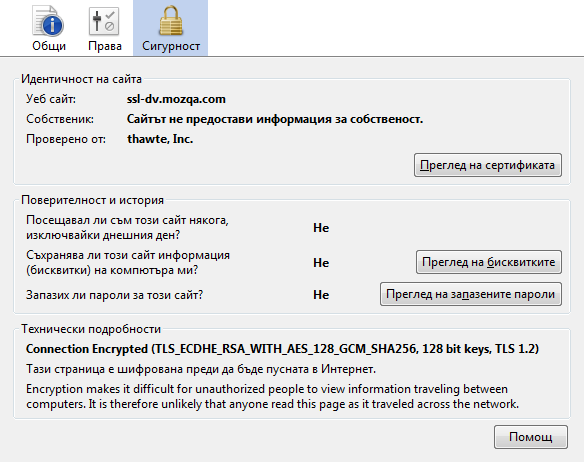 Общи
Права
Сигурност
Идентичност на сайта
Уеб сайт: ssl-dv.mozqa.com
Собственик: Сайтът не предостави информация за собственост.
Проверено от: thawte, Inc.
Преглед на сертификата
Поверителност и история
Посещавал ли съм този сайт някога,
изключвайки днешния ден? Не
Съхранява ли този сайт информация
(бисквитки) на компютъра ми? Не Преглед на бисквитките
Запазих ли пароли за този сайт? Не Преглед на запазените пароли
Технически подробности
Connection Encrypted (TLS_ECDHE_RSA_WITH_AES_128_GCM_SHA256, 128 bit keys, TLS 1.2)
Тази страница е шифрована преди да бъде пусната в Интернет.
Encryption makes it difficult for unauthorized people to view information traveling between
computers. It is therefore unlikely that anyone read this page as it traveled across the network.
Помощ